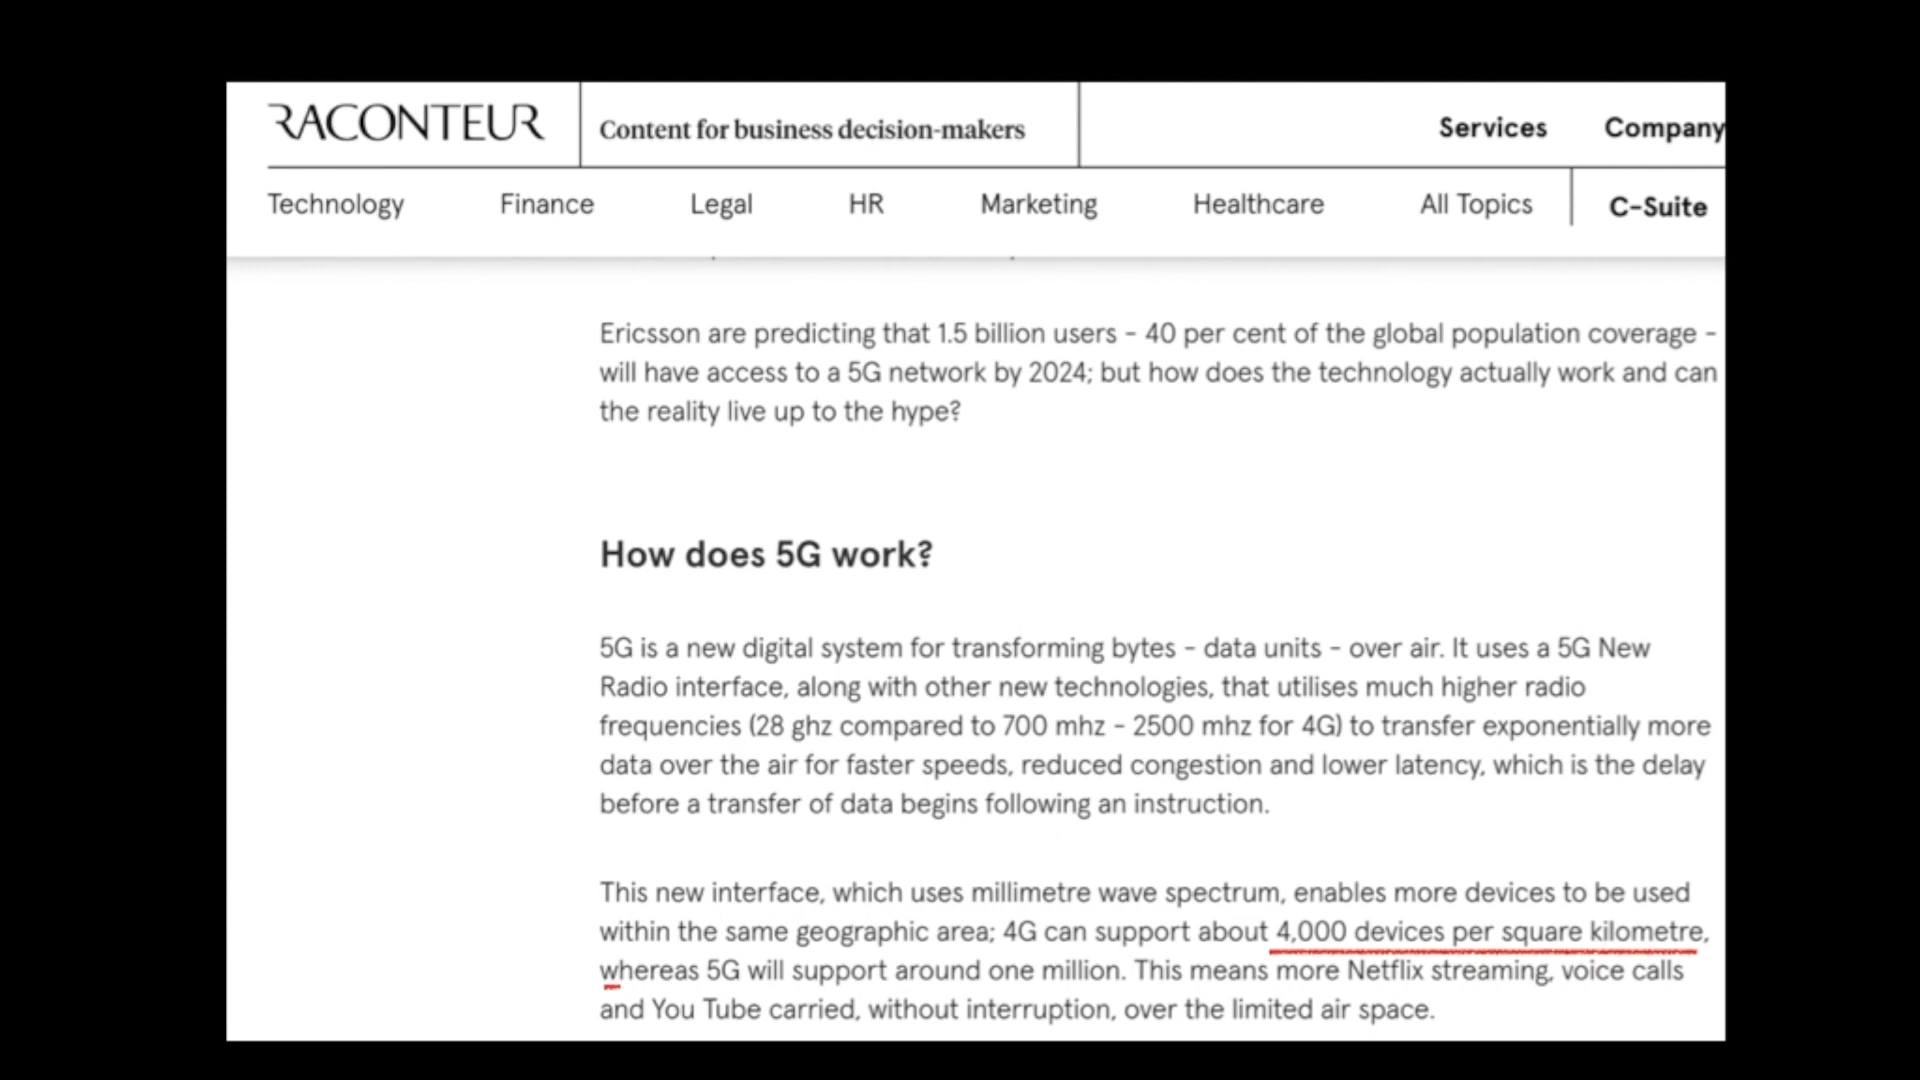 RACONTEUR
Content for business decision-makers
Services Company
Technology Finance Legal HR Marketing Healthcare All Topics C-Suite
Ericsson are predicting that 1.5 billion users - 40 per cent of the global population coverage -
will have access to a 5G network by 2024; but how does the technology actually work and can
the reality live up to the hype?
How does 5G work?
5G is a new digital system for transforming bytes - data units - over air. It uses a 5G New
Radio interface, along with other new technologies, that utilises much higher radio
frequencies (28 ghz compared to 700 mhz - 2500 mhz for 4G) to transfer exponentially more
data over the air for faster speeds, reduced congestion and lower latency, which is the delay
before a transfer of data begins following an instruction.
This new interface, which uses millimetre wave spectrum, enables more devices to be used
within the same geographic area; 4G can support about 4,000 devices per square kilometre,
whereas 5G will support around one million. This means more Netflix streaming, voice calls
and You Tube carried, without interruption, over the limited air space.